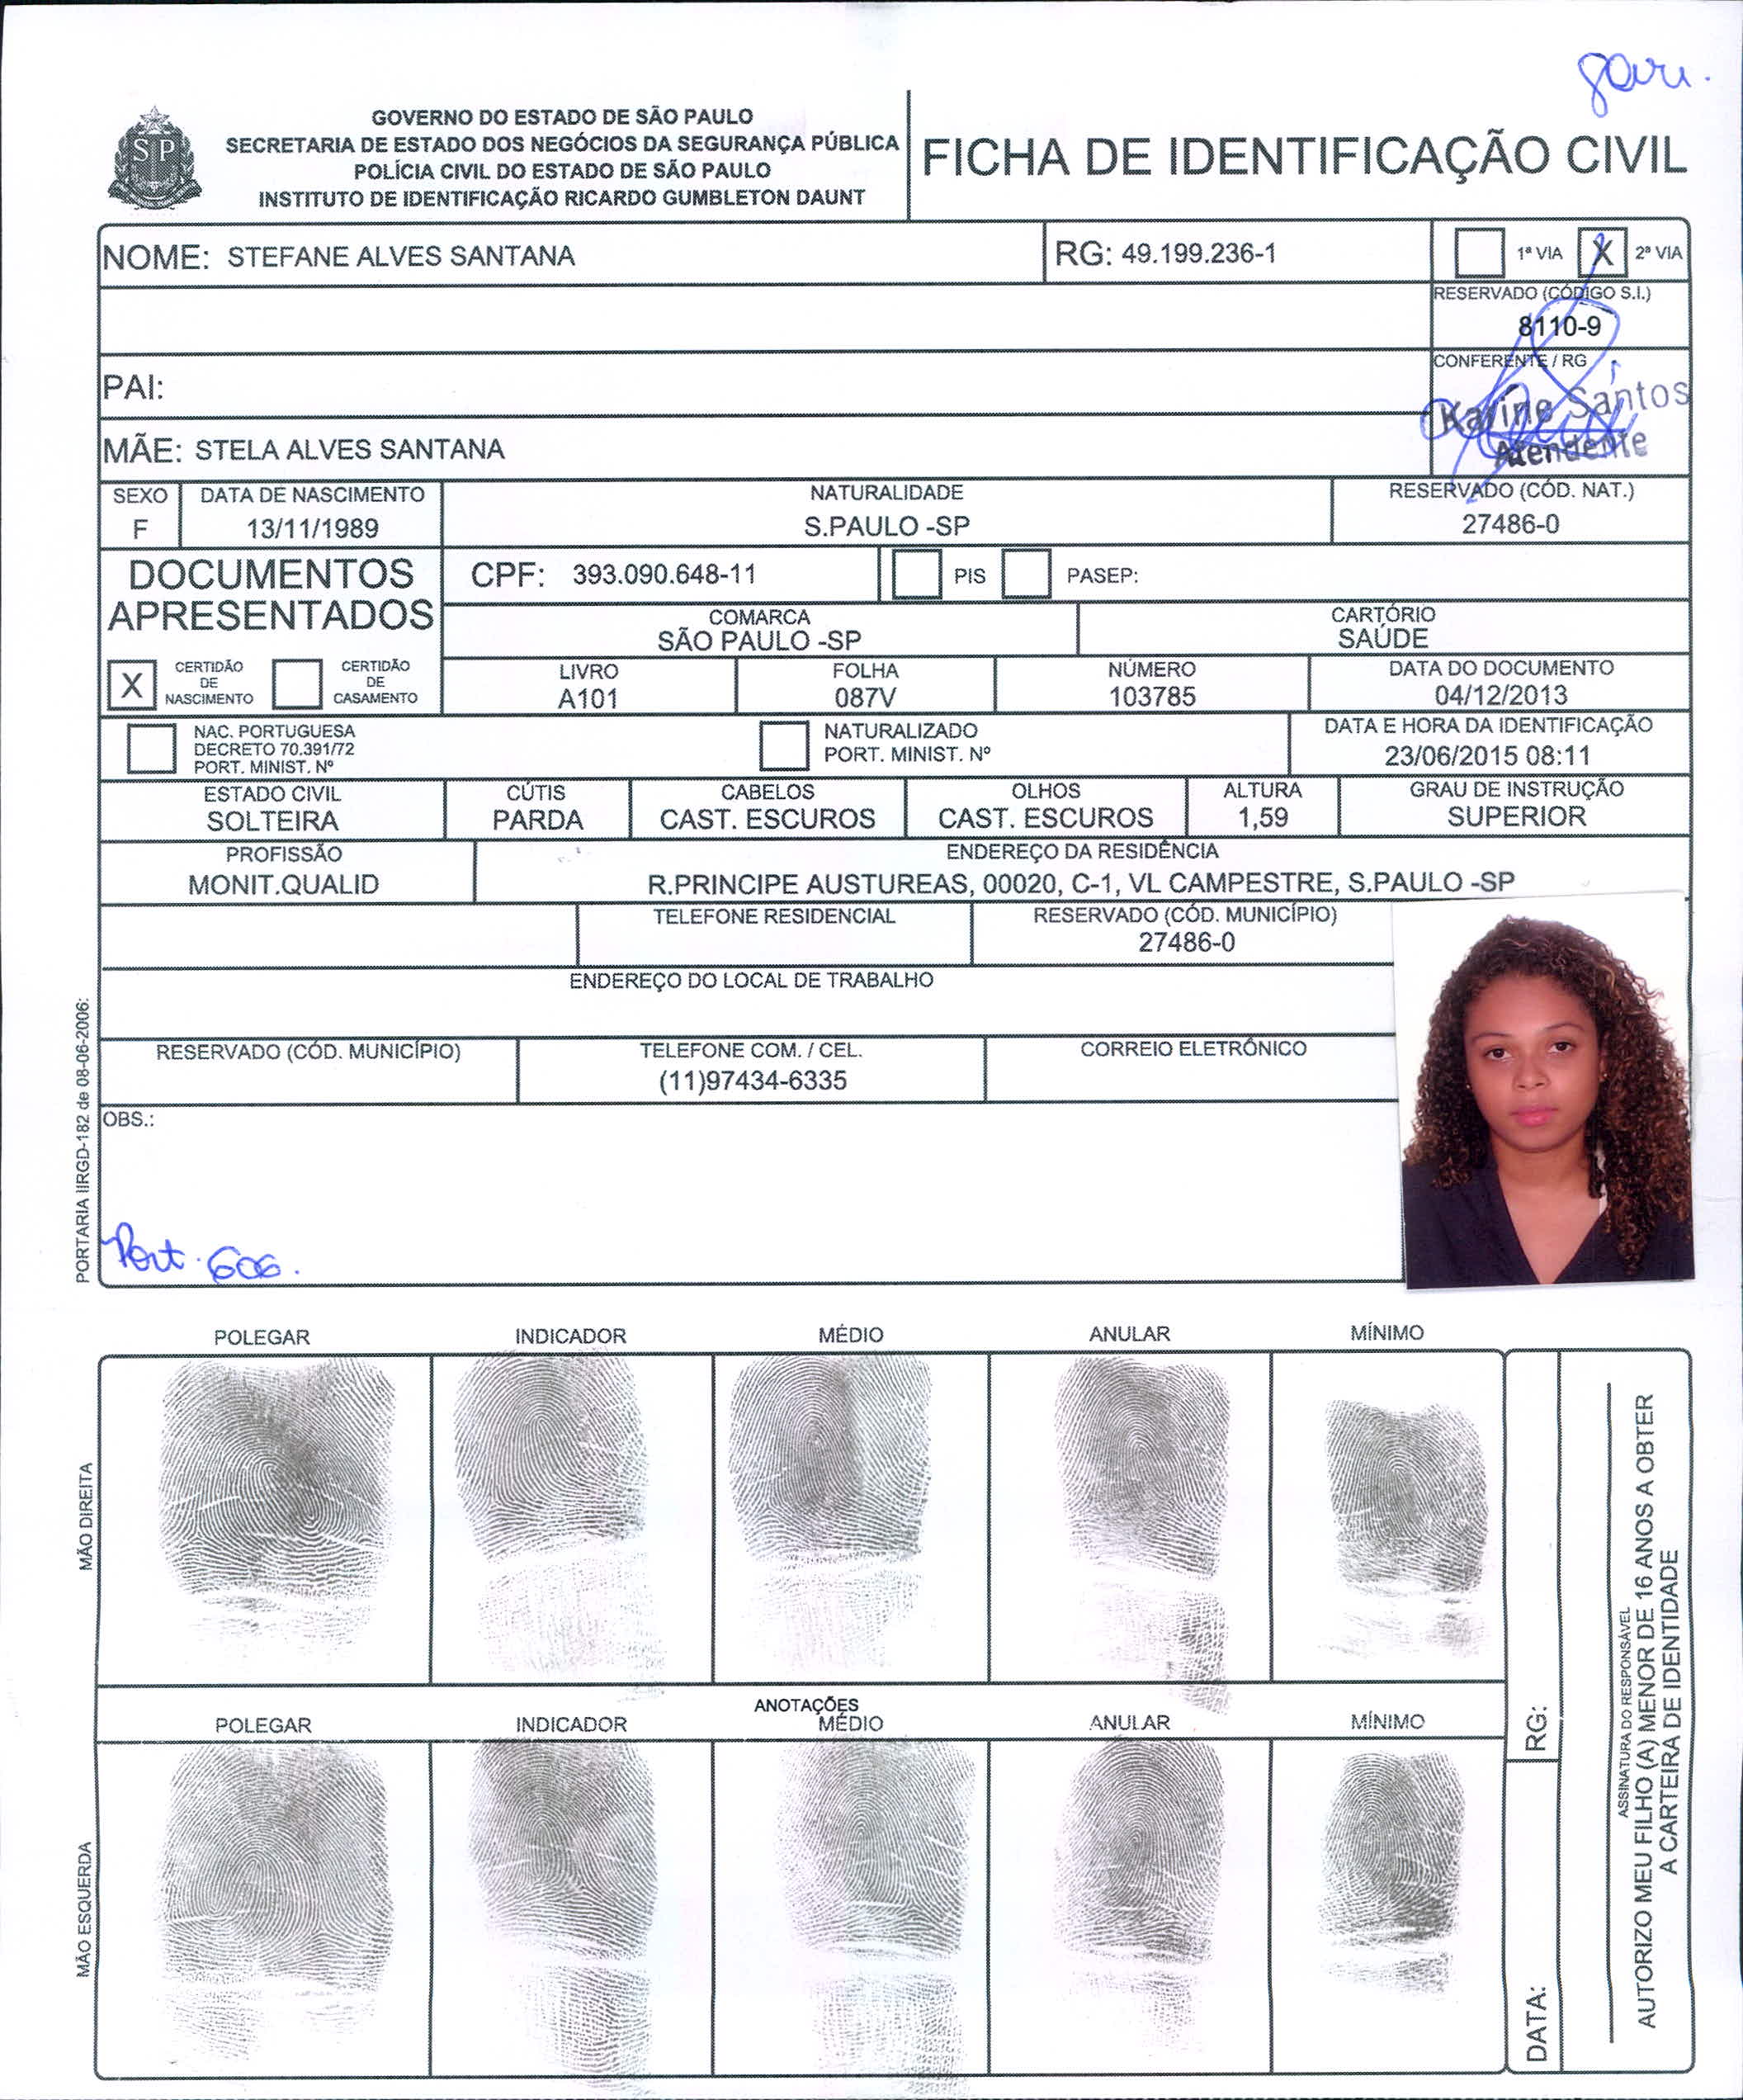 gov.
GOVERNO DO ESTADO DE SÃO PAULO
SECRETARIA DE ESTADO DOS NEGÓCIOS DA SEGURANÇA PÚBLICA
POLÍCIA CIVIL DO ESTADO DE SÃO PAULO
INSTITUTO DE IDENTIFICAÇÃO RICARDO GUMBLETON DAUNT
SP
FICHA DE IDENTIFICAÇÃO CIVIL
NOME: STEFANE ALVES SANTANA
RG: 49.199.236-1
1ª VIA X 2ª VIA
RESERVADO (CÓDIGO S.I.)
8110-9
PAI:
CONFERENTE / RG
Karine Santos
Atendente
MÃE: STELA ALVES SANTANA
SEXO DATA DE NASCIMENTO NATURALIDADE RESERVADO (CÓD. NAT.)
F 13/11/1989 S.PAULO -SP 27486-0
DOCUMENTOS
APRESENTADOS
CPF: 393.090.648-11 PIS PASEP:
COMARCA CARTÓRIO
SÃO PAULO -SP SAÚDE
X CERTIDÃO DE NASCIMENTO CERTIDÃO DE CASAMENTO
LIVRO FOLHA NÚMERO DATA DO DOCUMENTO
A101 087V 103785 04/12/2013
NAC. PORTUGUESA
DECRETO 70.391/72
PORT. MINIST. Nº
NATURALIZADO
PORT. MINIST. Nº
DATA E HORA DA IDENTIFICAÇÃO
23/06/2015 08:11
ESTADO CIVIL CÚTIS CABELOS OLHOS ALTURA GRAU DE INSTRUÇÃO
SOLTEIRA PARDA CAST. ESCUROS CAST. ESCUROS 1,59 SUPERIOR
PROFISSÃO ENDEREÇO DA RESIDÊNCIA
MONIT.QUALID R.PRINCIPE AUSTUREAS, 00020, C-1, VL CAMPESTRE, S.PAULO -SP
TELEFONE RESIDENCIAL RESERVADO (CÓD. MUNICÍPIO)
27486-0
ENDEREÇO DO LOCAL DE TRABALHO
RESERVADO (CÓD. MUNICÍPIO) TELEFONE COM. / CEL. CORREIO ELETRÔNICO
(11)97434-6335
OBS.:
Port. 606.
PORTARIA IIRGD-182 de 08-06-2006:
POLEGAR INDICADOR MÉDIO ANULAR MÍNIMO
MÃO DIREITA
ANOTAÇÕES
POLEGAR INDICADOR MÉDIO ANULAR MÍNIMO
MÃO ESQUERDA
RG:
DATA:
ASSINATURA DO RESPONSÁVEL
AUTORIZO MEU FILHO (A) MENOR DE 16 ANOS A OBTER
A CARTEIRA DE IDENTIDADE